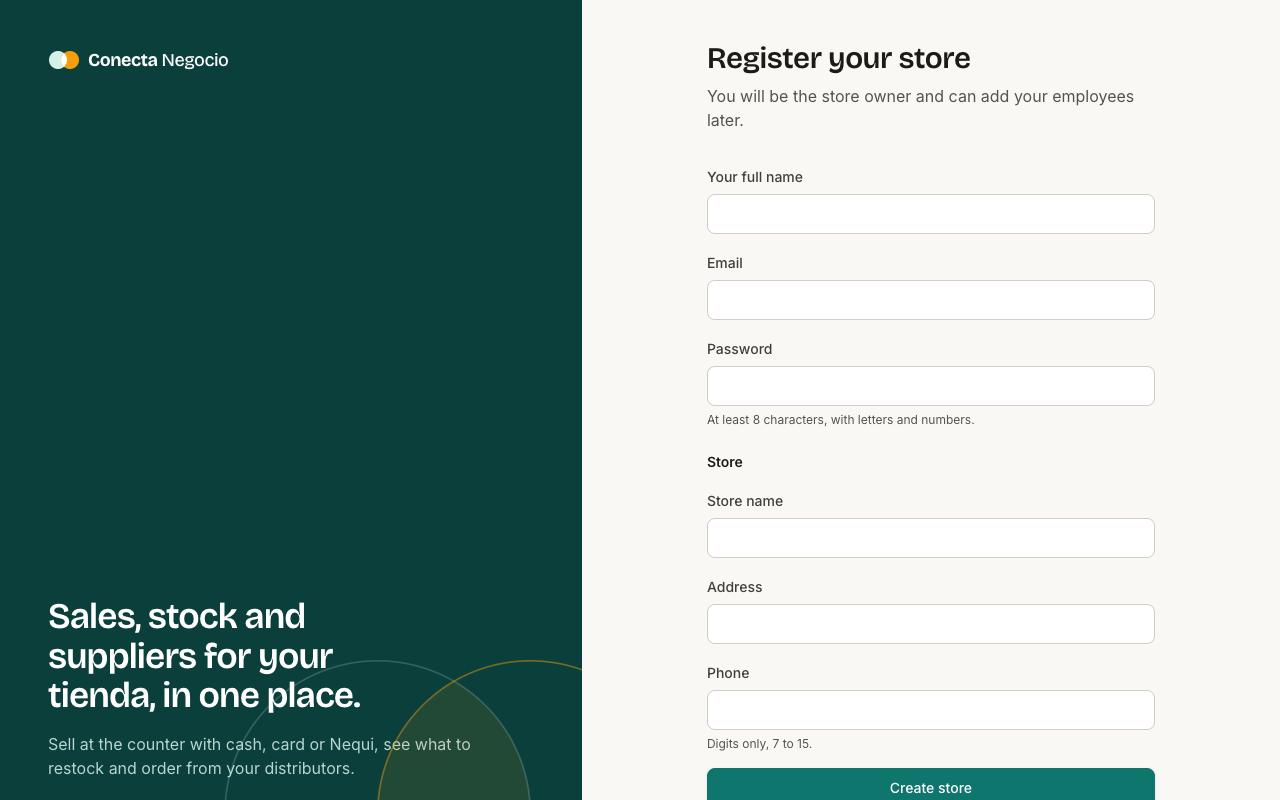 Conecta Negocio
Sales, stock and
suppliers for your
tienda, in one place.
Sell at the counter with cash, card or Nequi, see what to
restock and order from your distributors.
Register your store
You will be the store owner and can add your employees
later.
Your full name
Email
Password
At least 8 characters, with letters and numbers.
Store
Store name
Address
Phone
Digits only, 7 to 15.
Create store